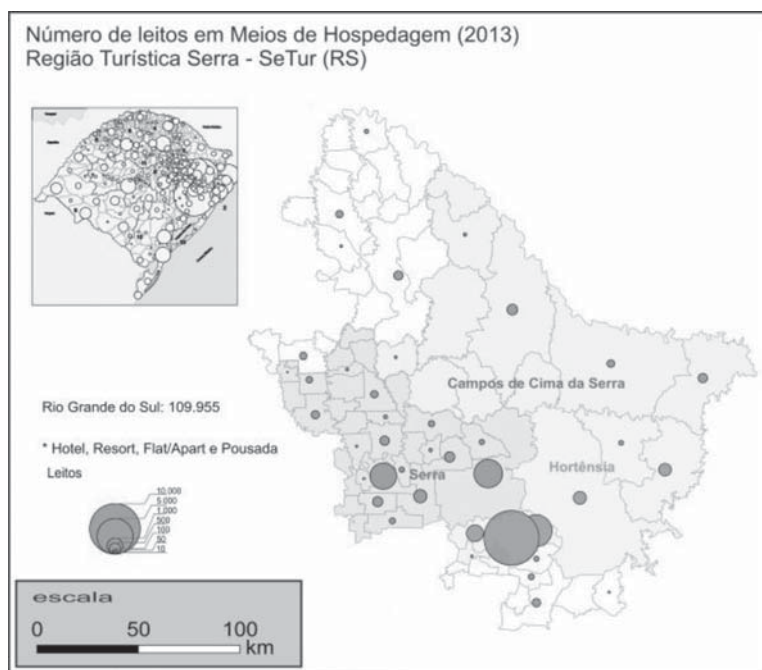 Número de leitos em Meios de Hospedagem (2013)
Região Turística Serra - SeTur (RS)
Campos de Cima da Serra
Rio Grande do Sul: 109.955
* Hotel, Resort, Flat/Apart e Pousada
Leitos
Serra
Hortênsia
10.000
5.000
1.000
500
100
50
10
escala
0 50 100
km